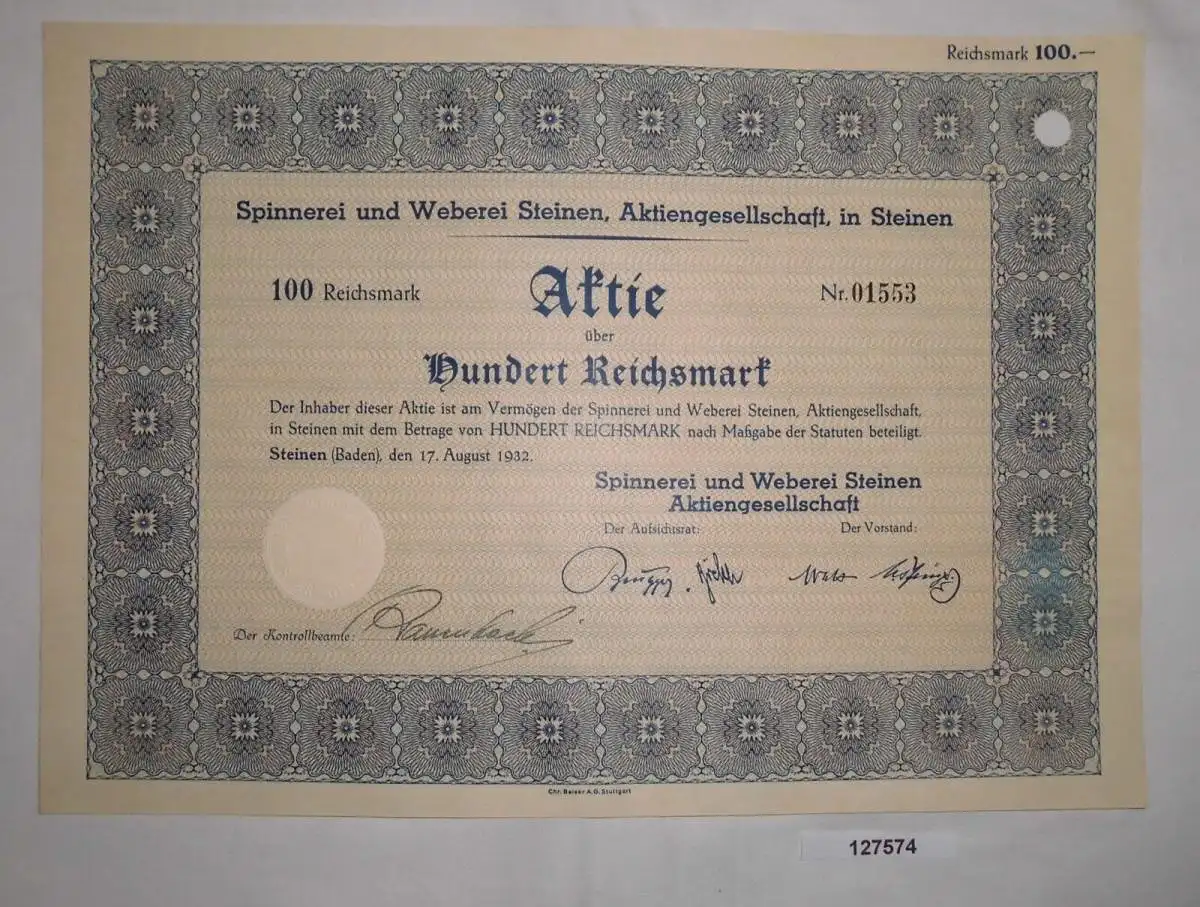 Reichsmark 100.—
Spinnerei und Weberei Steinen, Aktiengesellschaft, in Steinen
100 Reichsmark Aktie Nr. 01553
über
Hundert Reichsmark
Der Inhaber dieser Aktie ist am Vermögen der Spinnerei und Weberei Steinen, Aktiengesellschaft,
in Steinen mit dem Betrage von HUNDERT REICHSMARK nach Maßgabe der Statuten beteiligt.
Steinen (Baden), den 17. August 1932.
Spinnerei und Weberei Steinen
Aktiengesellschaft
Der Aufsichtsrat: Der Vorstand:
Der Kontrollbeamte:
Chr. Belser A.G. Stuttgart
127574